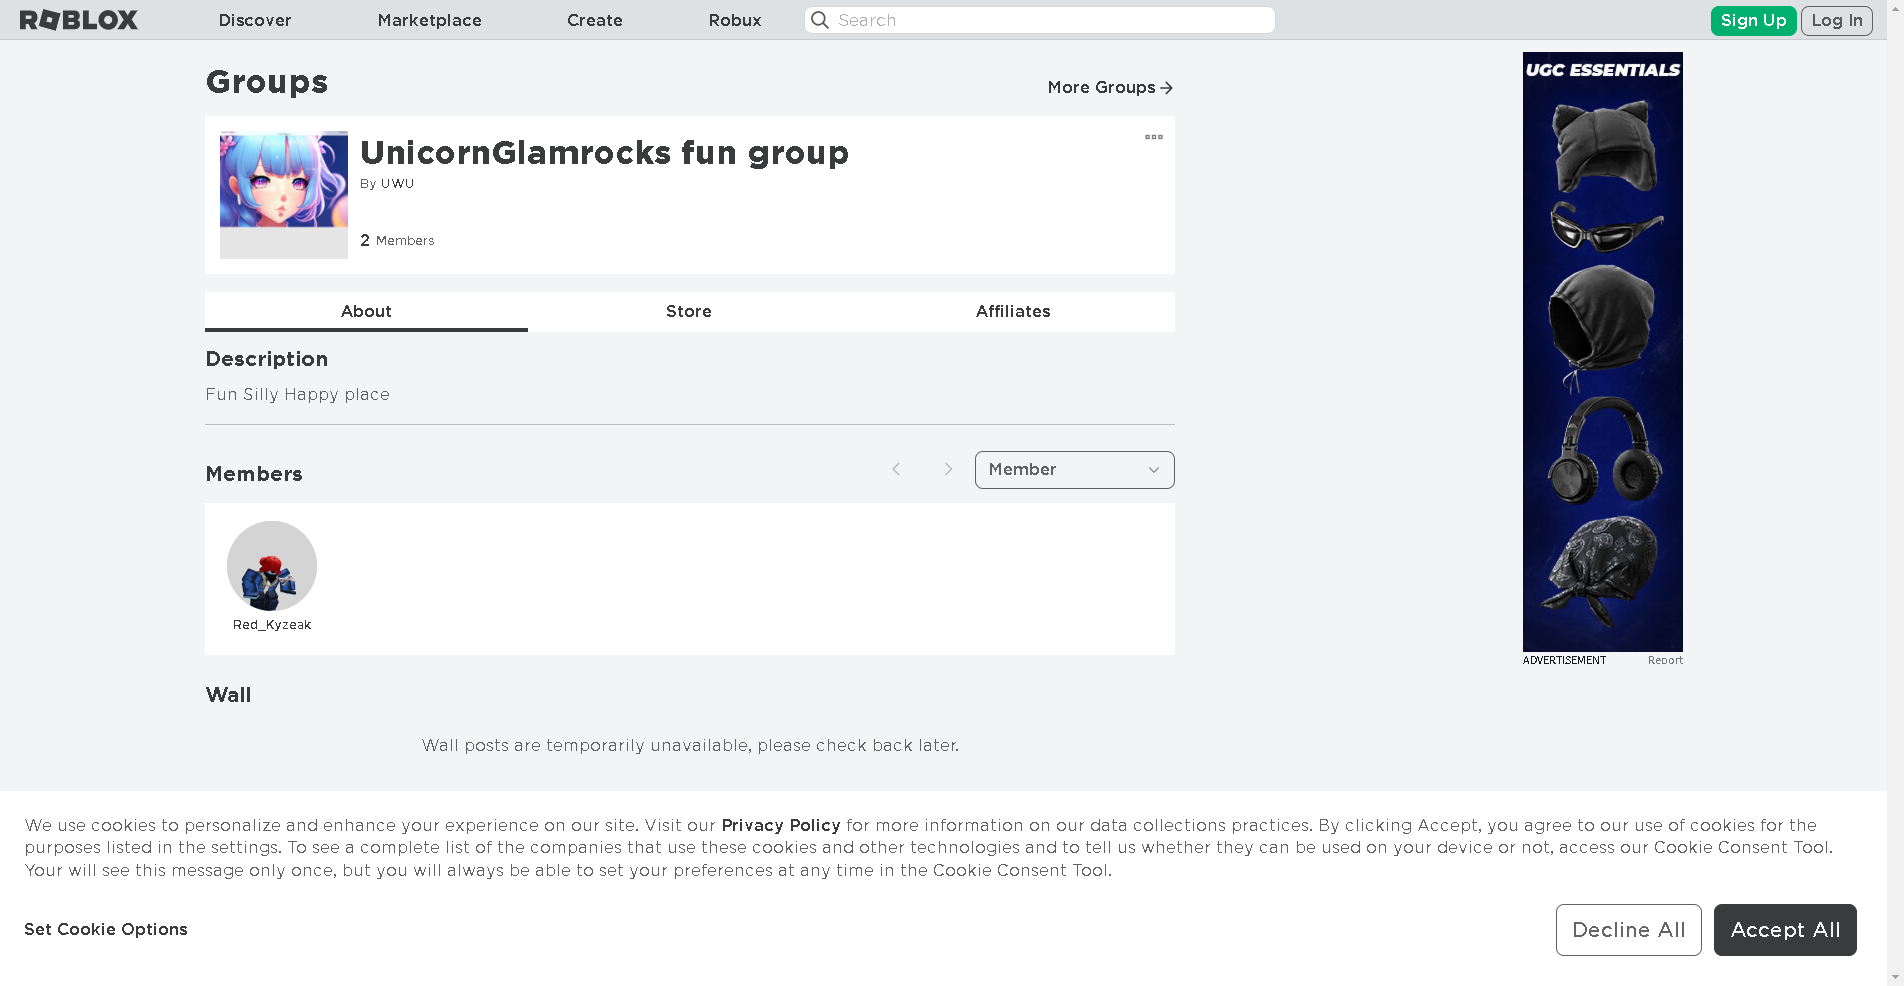 ROBLOX
Discover
Marketplace
Create
Robux
Search
Sign Up
Log In
Groups
More Groups
UnicornGlamrocks fun group
By UWU
2 Members
About
Store
Affiliates
Description
Fun Silly Happy place
Members
Member
Red_Kyzeak
Wall
Wall posts are temporarily unavailable, please check back later.
UGC ESSENTIALS
ADVERTISEMENT
Report
We use cookies to personalize and enhance your experience on our site. Visit our Privacy Policy for more information on our data collections practices. By clicking Accept, you agree to our use of cookies for the
purposes listed in the settings. To see a complete list of the companies that use these cookies and other technologies and to tell us whether they can be used on your device or not, access our Cookie Consent Tool.
Your will see this message only once, but you will always be able to set your preferences at any time in the Cookie Consent Tool.
Set Cookie Options
Decline All
Accept All